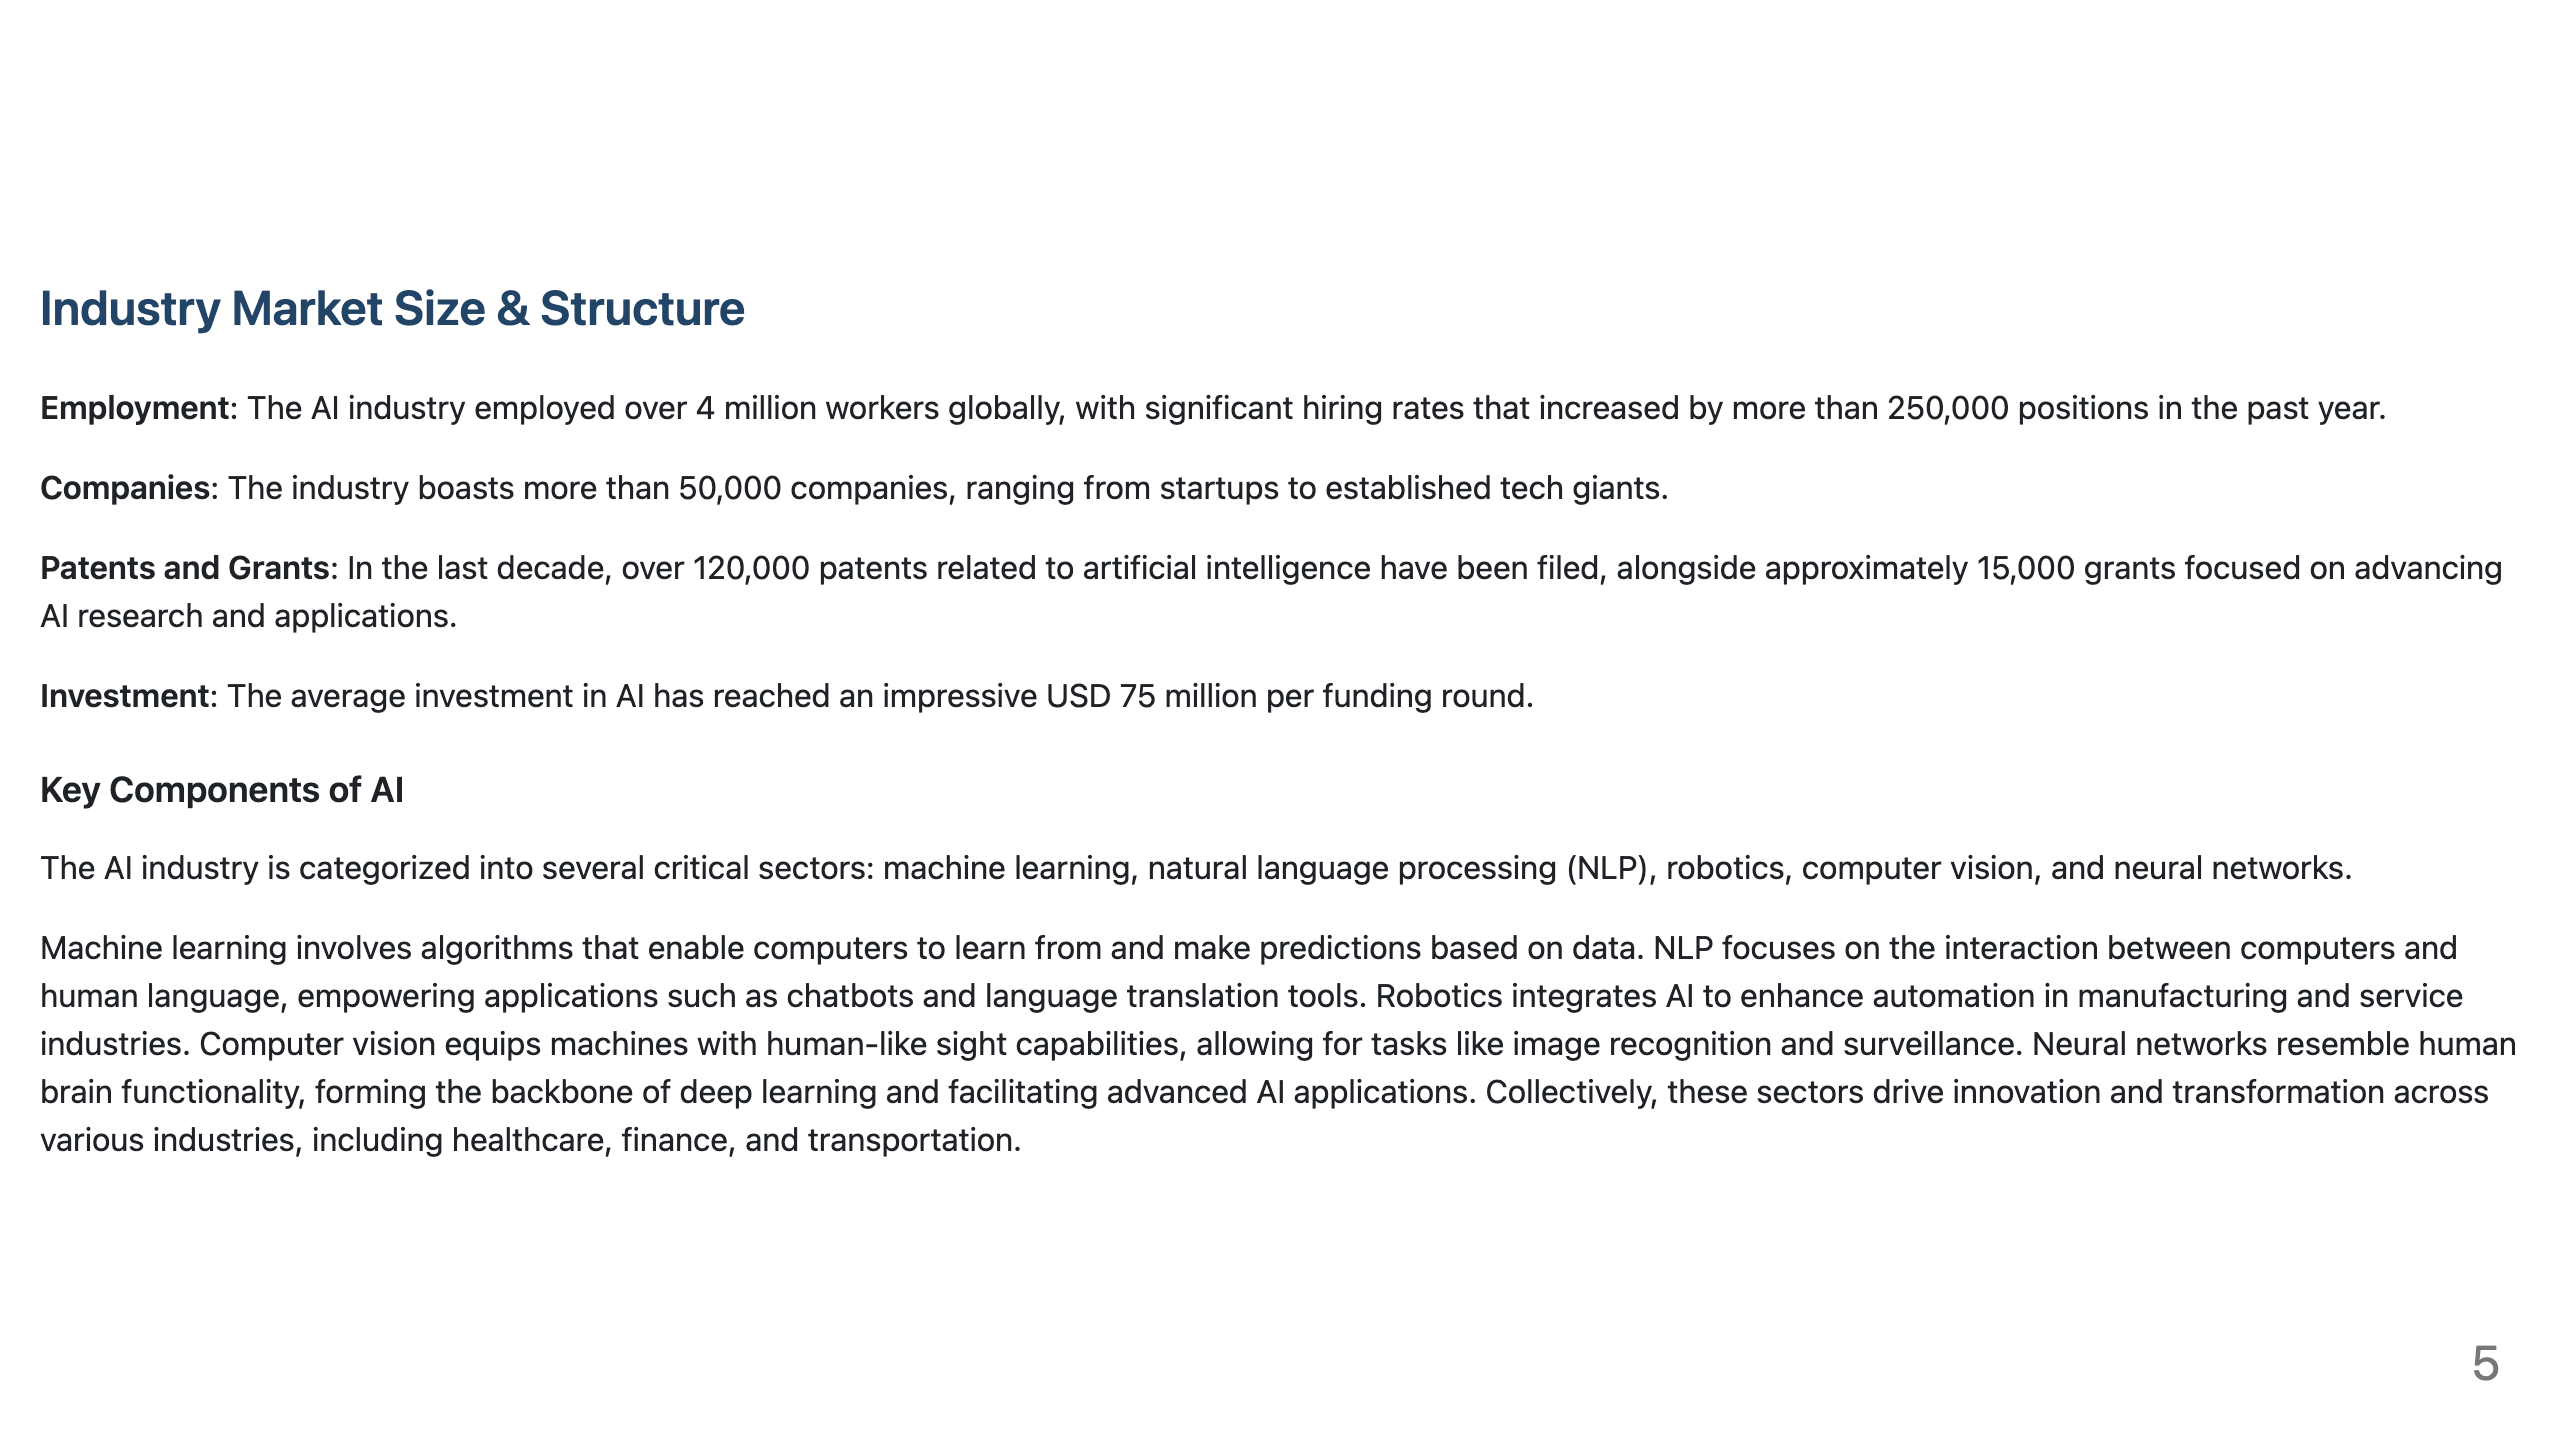 Industry Market Size & Structure
Employment: The AI industry employed over 4 million workers globally, with significant hiring rates that increased by more than 250,000 positions in the past year.
Companies: The industry boasts more than 50,000 companies, ranging from startups to established tech giants.
Patents and Grants: In the last decade, over 120,000 patents related to artificial intelligence have been filed, alongside approximately 15,000 grants focused on advancing
AI research and applications.
Investment: The average investment in AI has reached an impressive USD 75 million per funding round.
Key Components of AI
The AI industry is categorized into several critical sectors: machine learning, natural language processing (NLP), robotics, computer vision, and neural networks.
Machine learning involves algorithms that enable computers to learn from and make predictions based on data. NLP focuses on the interaction between computers and
human language, empowering applications such as chatbots and language translation tools. Robotics integrates AI to enhance automation in manufacturing and service
industries. Computer vision equips machines with human-like sight capabilities, allowing for tasks like image recognition and surveillance. Neural networks resemble human
brain functionality, forming the backbone of deep learning and facilitating advanced AI applications. Collectively, these sectors drive innovation and transformation across
various industries, including healthcare, finance, and transportation.
5